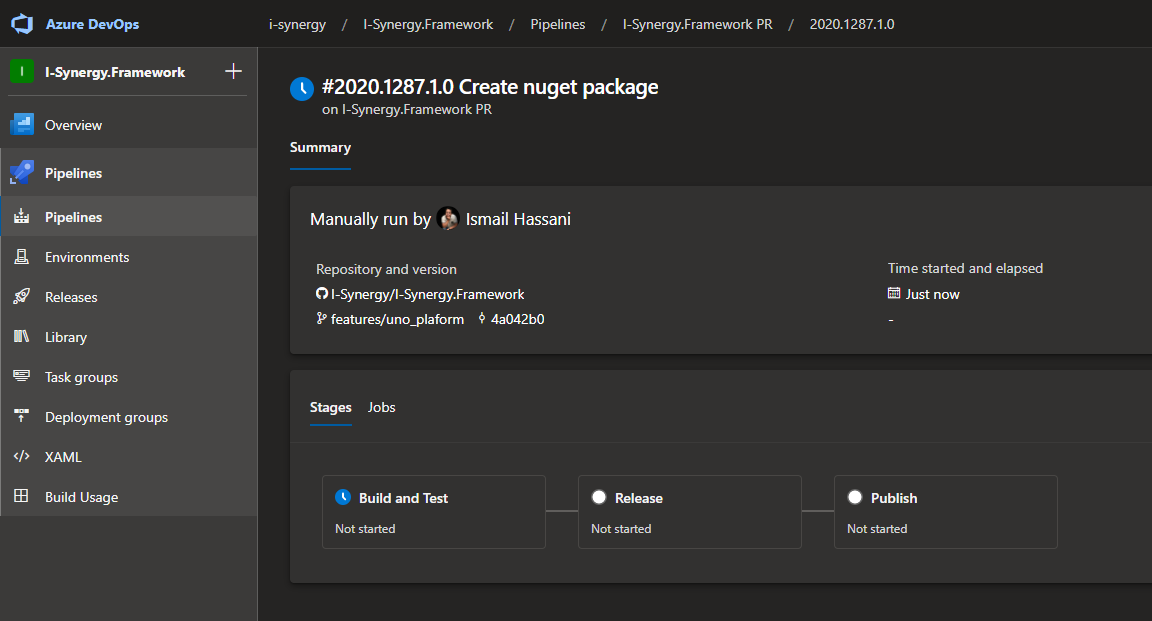 Azure DevOps
i-synergy / I-Synergy.Framework / Pipelines / I-Synergy.Framework PR / 2020.1287.1.0
I I-Synergy.Framework +
Overview
Pipelines
Pipelines
Environments
Releases
Library
Task groups
Deployment groups
XAML
Build Usage
#2020.1287.1.0 Create nuget package
on I-Synergy.Framework PR
Summary
Manually run by Ismail Hassani
Repository and version
I-Synergy/I-Synergy.Framework
features/uno_plaform 4a042b0
Time started and elapsed
Just now
-
Stages Jobs
Build and Test
Not started
Release
Not started
Publish
Not started